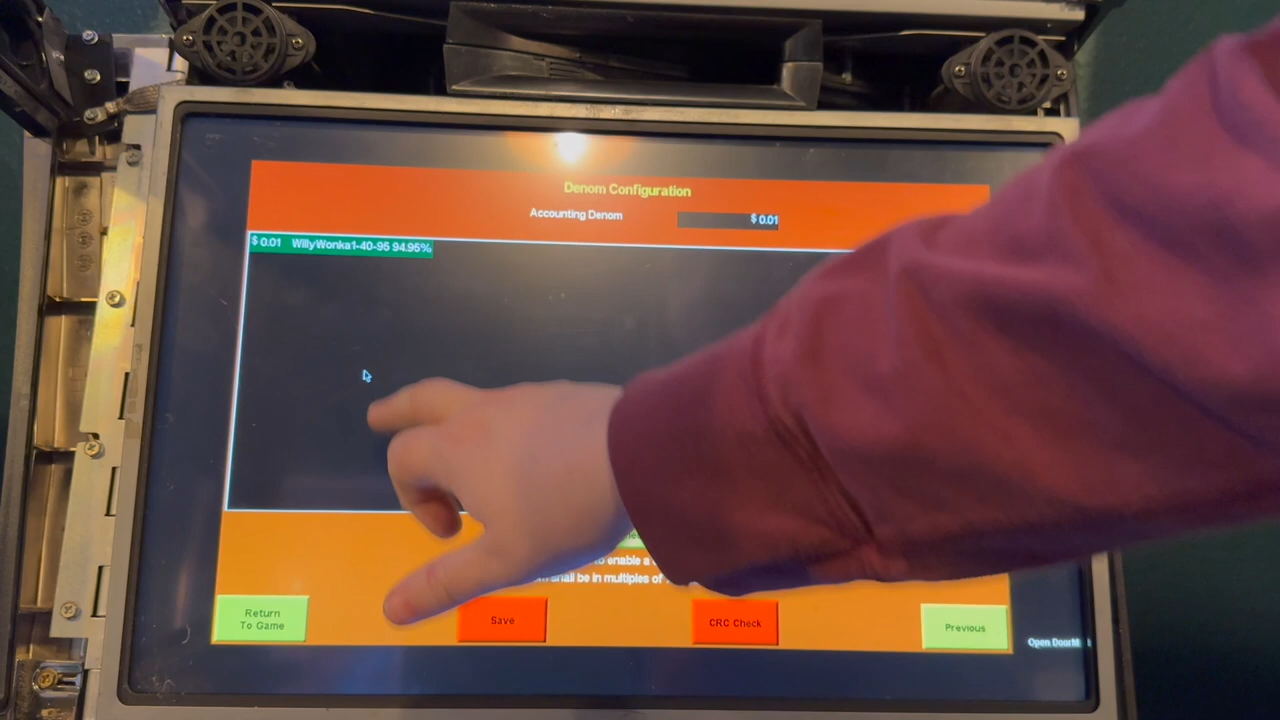 Denom Configuration
Accounting Denom $ 0.01
$ 0.01 WillyWonka1-40-95 94.95%
to enable a
shall be in multiples of
Return
To Game
Save
CRC Check
Previous
Open Door